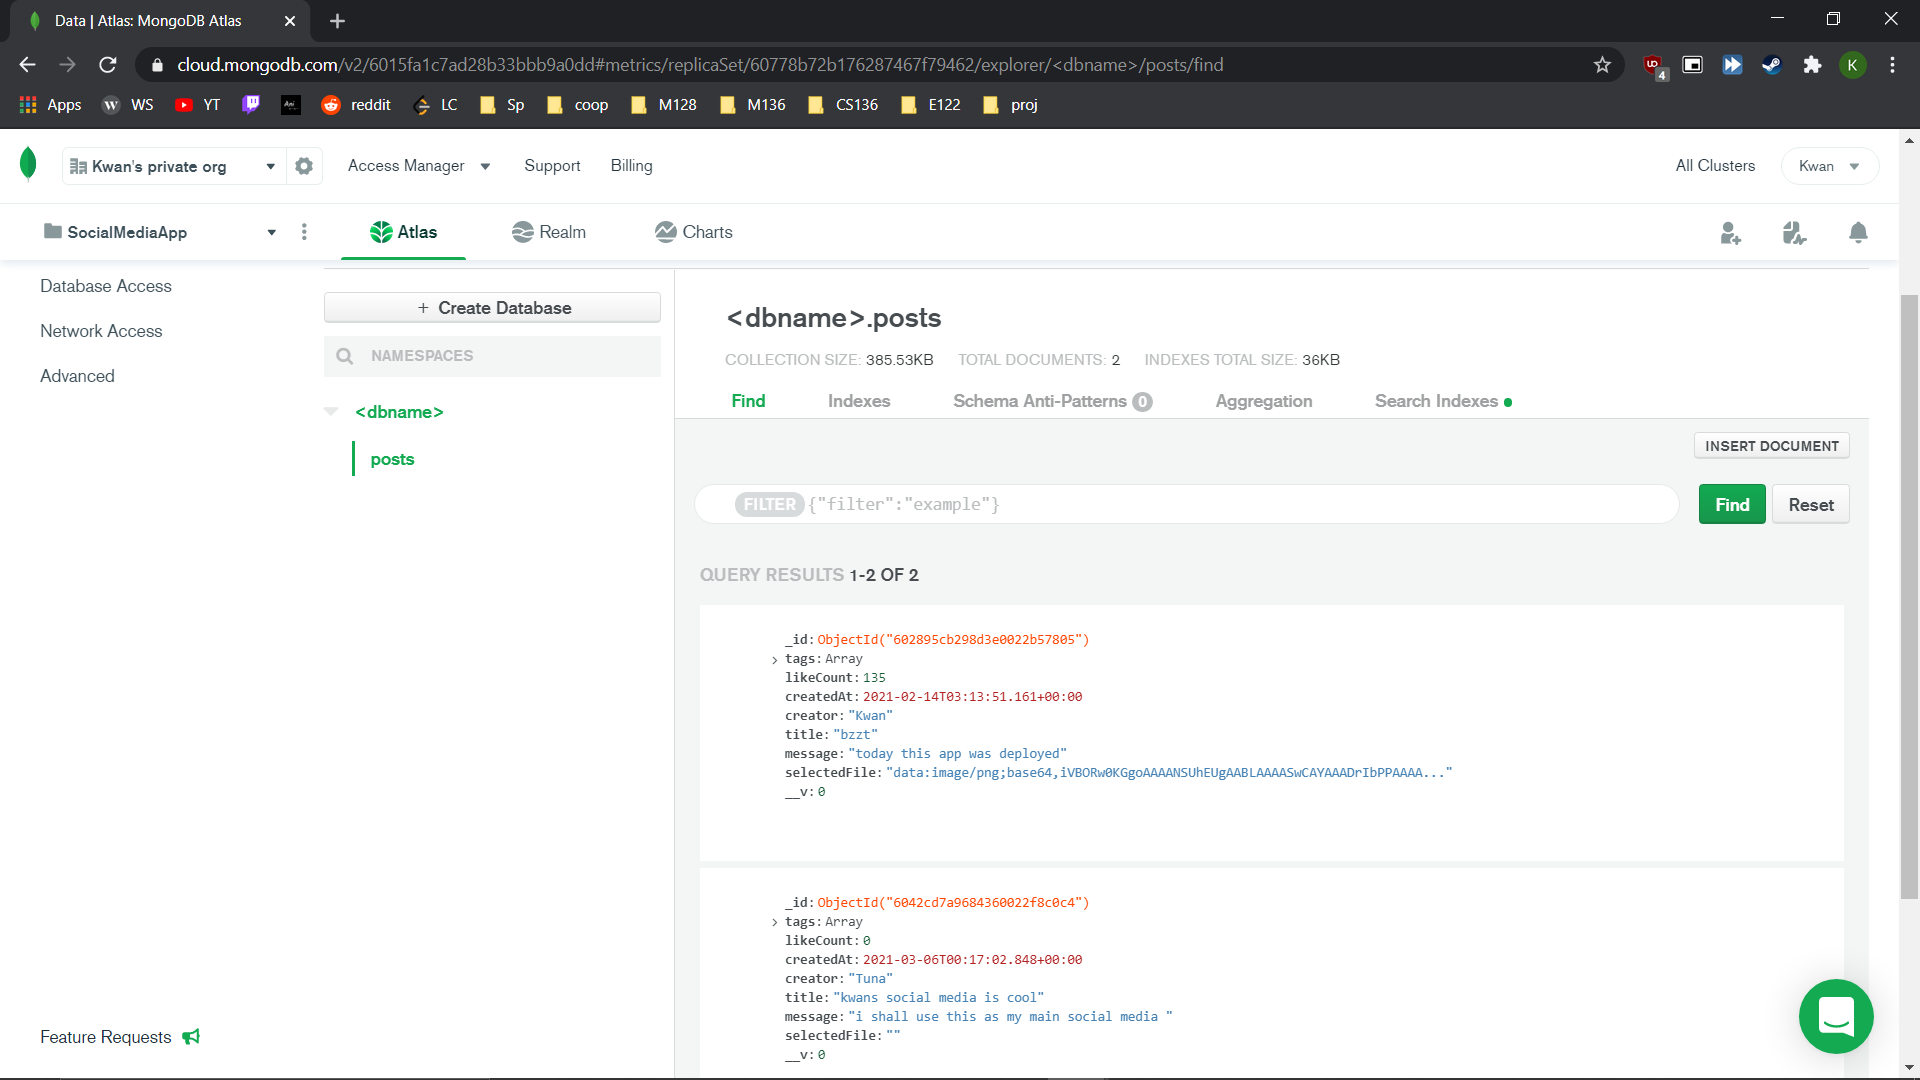 Data | Atlas: MongoDB Atlas
cloud.mongodb.com/v2/6015fa1c7ad28b33bbb9a0dd#metrics/replicaSet/60778b72b176287467f79462/explorer/<dbname>/posts/find
4
K
Apps WS YT reddit LC Sp coop M128 M136 CS136 E122 proj
Kwan's private org Access Manager Support Billing All Clusters Kwan
SocialMediaApp Atlas Realm Charts
Database Access
Network Access
Advanced
Feature Requests
+ Create Database
NAMESPACES
<dbname>
posts
<dbname>.posts
COLLECTION SIZE: 385.53KB TOTAL DOCUMENTS: 2 INDEXES TOTAL SIZE: 36KB
Find Indexes Schema Anti-Patterns 0 Aggregation Search Indexes
INSERT DOCUMENT
FILTER {"filter":"example"} Find Reset
QUERY RESULTS 1-2 OF 2
_id: ObjectId("602895cb298d3e0022b57805")
tags: Array
likeCount: 135
createdAt: 2021-02-14T03:13:51.161+00:00
creator: "Kwan"
title: "bzzt"
message: "today this app was deployed"
selectedFile: "data:image/png;base64,iVBORw0KGgoAAAANSUhEUgAABLAAAASwCAYAAADrIbPPAAAA..."
__v: 0
_id: ObjectId("6042cd7a9684360022f8c0c4")
tags: Array
likeCount: 0
createdAt: 2021-03-06T00:17:02.848+00:00
creator: "Tuna"
title: "kwans social media is cool"
message: "i shall use this as my main social media "
selectedFile: ""
__v: 0